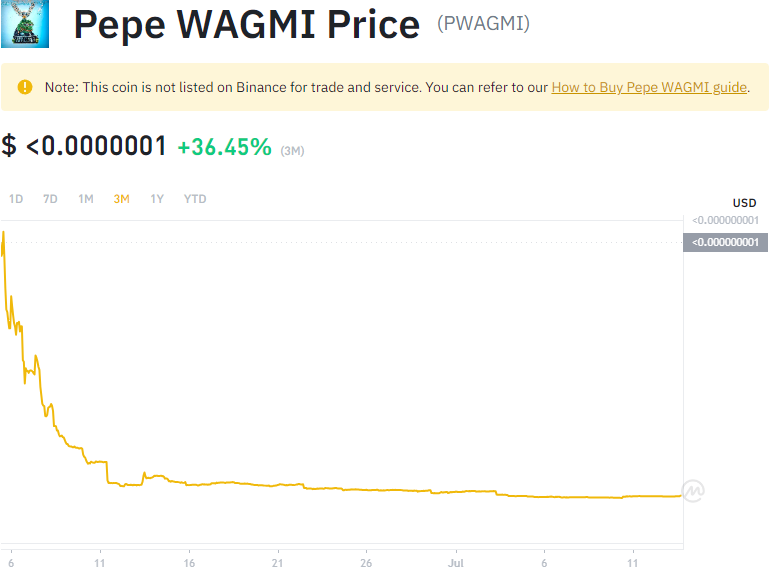 Pepe WAGMI Price (PWAGMI)
Note: This coin is not listed on Binance for trade and service. You can refer to our How to Buy Pepe WAGMI guide.
$ <0.0000001 +36.45% (3M)
1D 7D 1M 3M 1Y YTD
USD
<0.000000001
<0.000000001
6 11 16 21 26 Jul 6 11